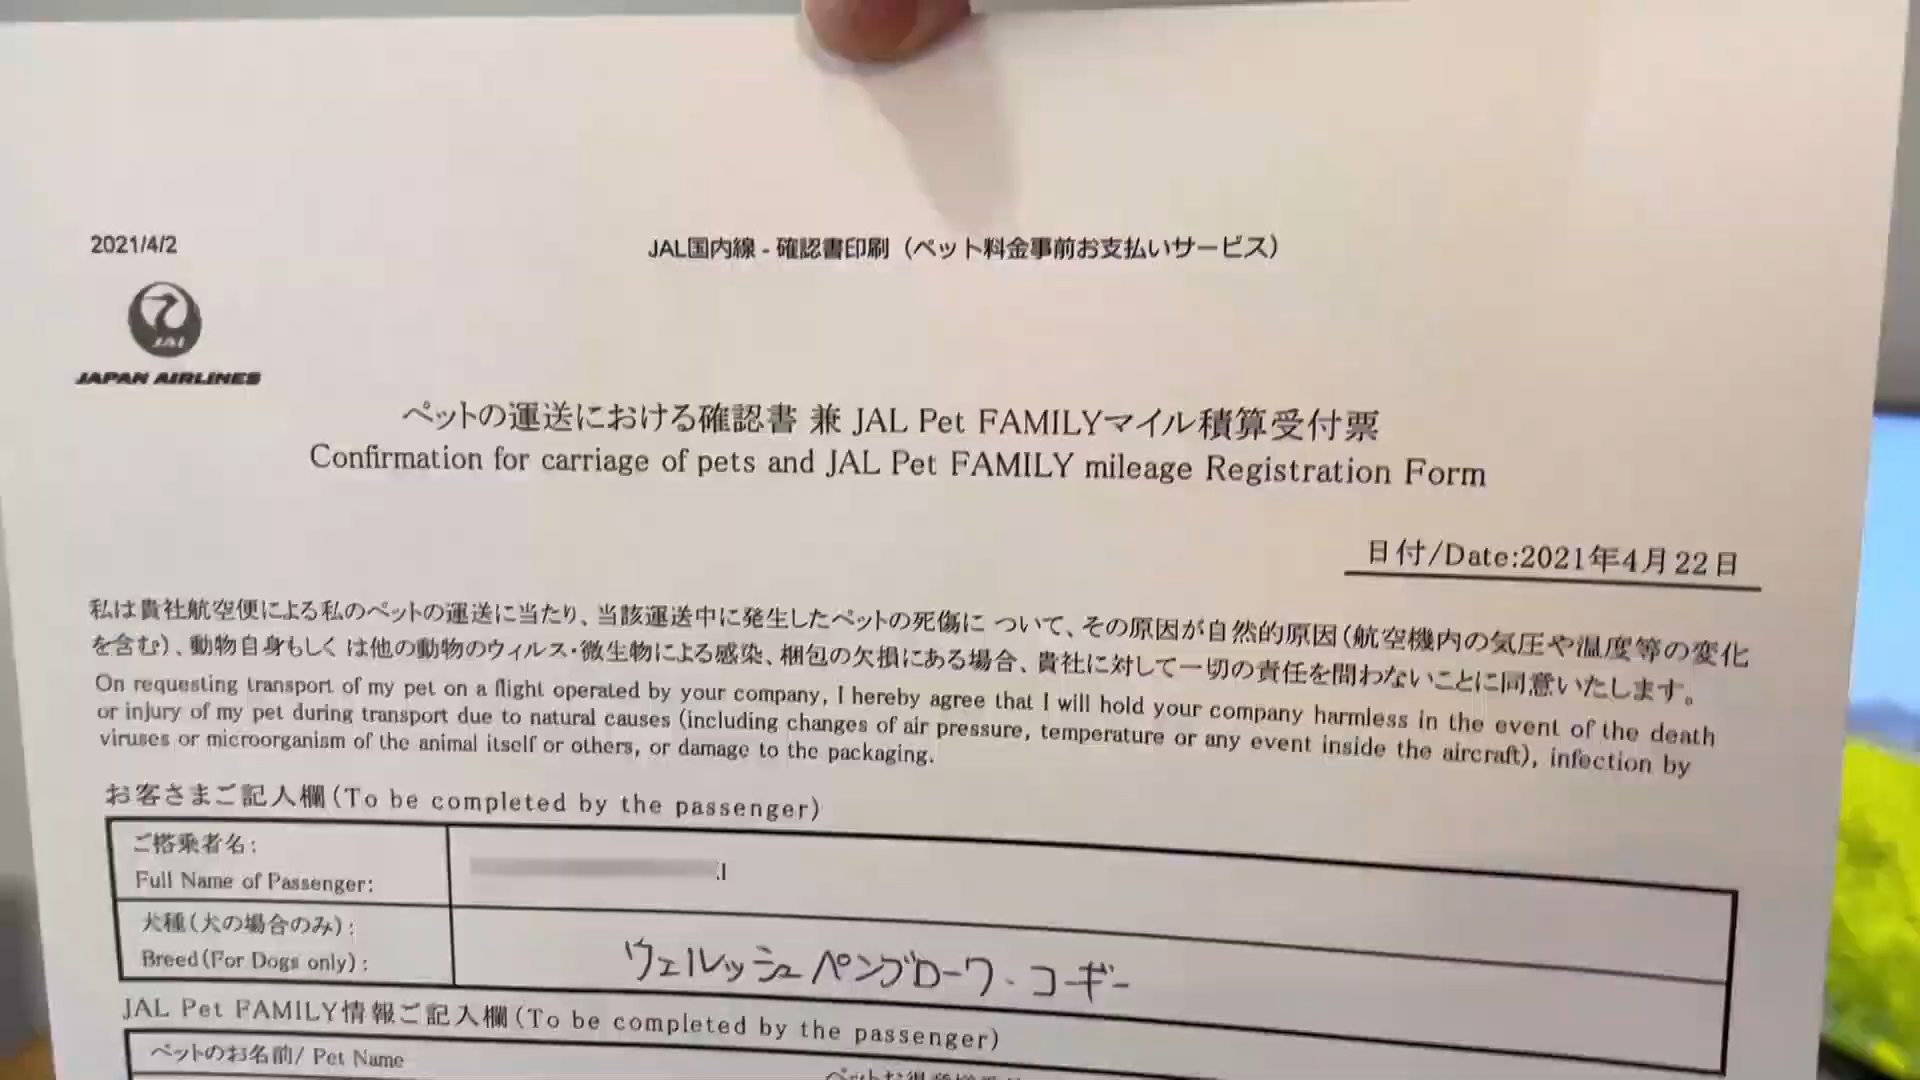 2021/4/2
JAL国内線 - 確認書印刷（ペット料金事前お支払いサービス）
JAL
JAPAN AIRLINES
ペットの運送における確認書 兼 JAL Pet FAMILYマイル積算受付票
Confirmation for carriage of pets and JAL Pet FAMILY mileage Registration Form
日付/Date:2021年4月22日
私は貴社航空便による私のペットの運送に当たり、当該運送中に発生したペットの死傷に ついて、その原因が自然的原因(航空機内の気圧や温度等の変化
を含む)、動物自身もしく は他の動物のウィルス・微生物による感染、梱包の欠損にある場合、貴社に対して一切の責任を問わないことに同意いたします。
On requesting transport of my pet on a flight operated by your company, I hereby agree that I will hold your company harmless in the event of the death
or injury of my pet during transport due to natural causes (including changes of air pressure, temperature or any event inside the aircraft), infection by
viruses or microorganism of the animal itself or others, or damage to the packaging.
お客さまご記入欄(To be completed by the passenger)
ご搭乗者名:
Full Name of Passenger:
犬種(犬の場合のみ):
Breed(For Dogs only):
ウェルッシュペンブローク・コーギー
JAL Pet FAMILY情報ご記入欄(To be completed by the passenger)
ペットのお名前/ Pet Name